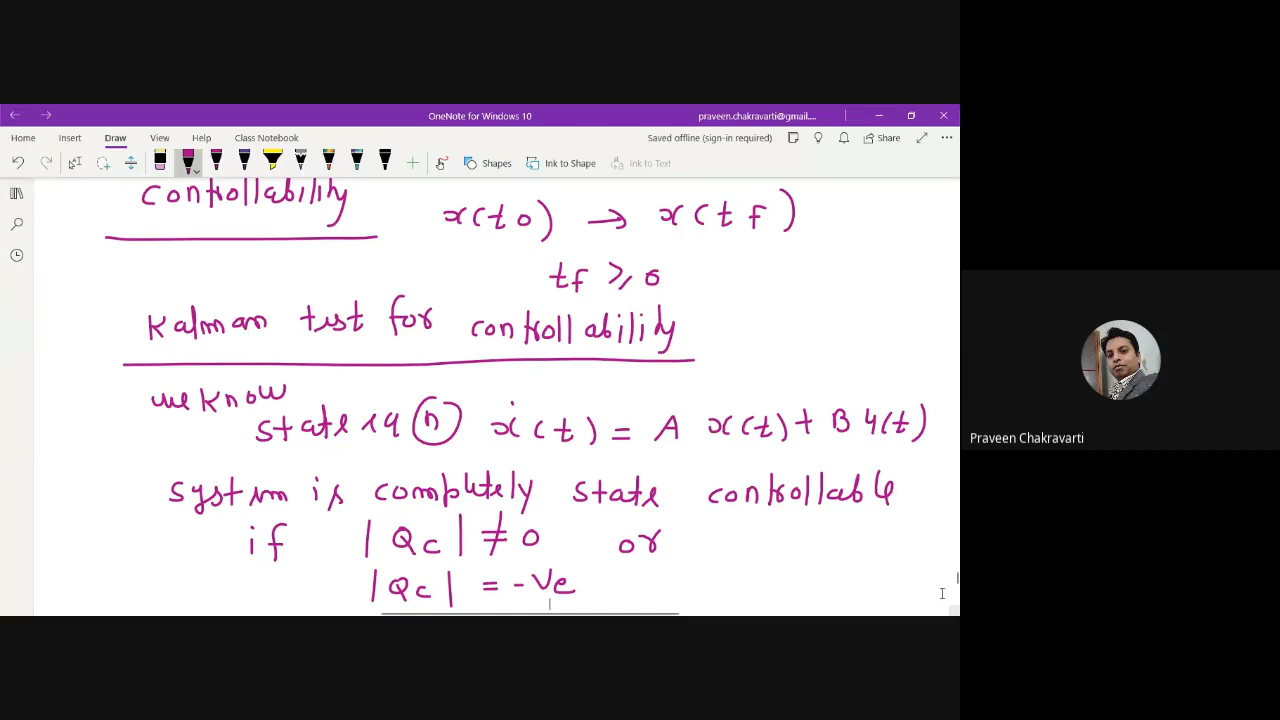 OneNote for Windows 10
praveen.chakravarti@gmail....
Home Insert Draw View Help Class Notebook
Saved offline (sign-in required) Share
Shapes Ink to Shape Ink to Text
Controllability x(t0) → x(tf)
tf ≥ 0
Kalman test for controllability
we know
state eq (n) ẋ(t) = A x(t) + B u(t)
system is completely state controllable
if |Qc| ≠ 0 or
|Qc| = -ve
Praveen Chakravarti